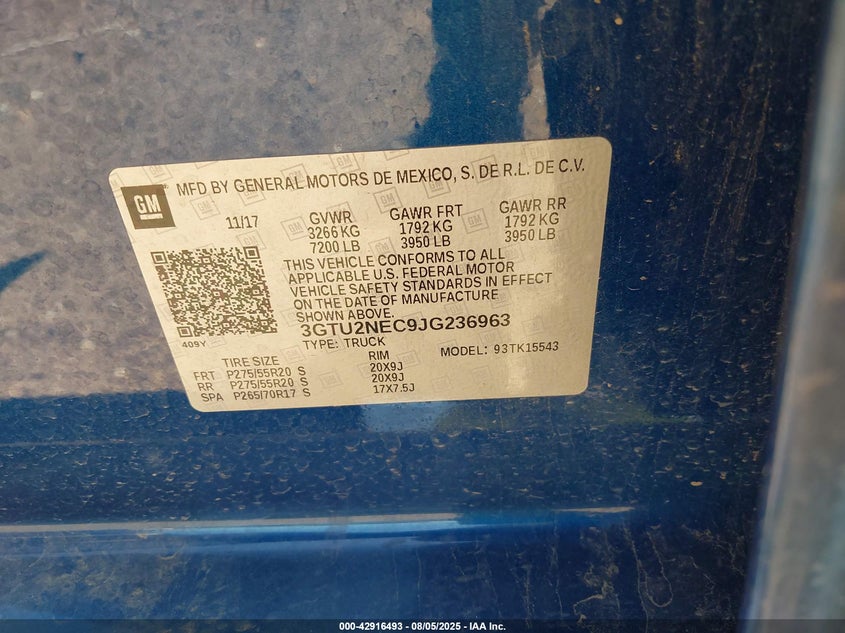 GM
MFD BY GENERAL MOTORS DE MEXICO, S. DE R.L. DE C.V.
11/17 GVWR GAWR FRT GAWR RR
3266 KG 1792 KG 1792 KG
7200 LB 3950 LB 3950 LB
THIS VEHICLE CONFORMS TO ALL
APPLICABLE U.S. FEDERAL MOTOR
VEHICLE SAFETY STANDARDS IN EFFECT
ON THE DATE OF MANUFACTURE
SHOWN ABOVE.
3GTU2NEC9JG236963
409Y TYPE: TRUCK MODEL: 93TK15543
TIRE SIZE RIM
FRT P275/55R20 S 20X9J
RR P275/55R20 S 20X9J
SPA P265/70R17 S 17X7.5J
000-42916493 - 08/05/2025 - IAA Inc.